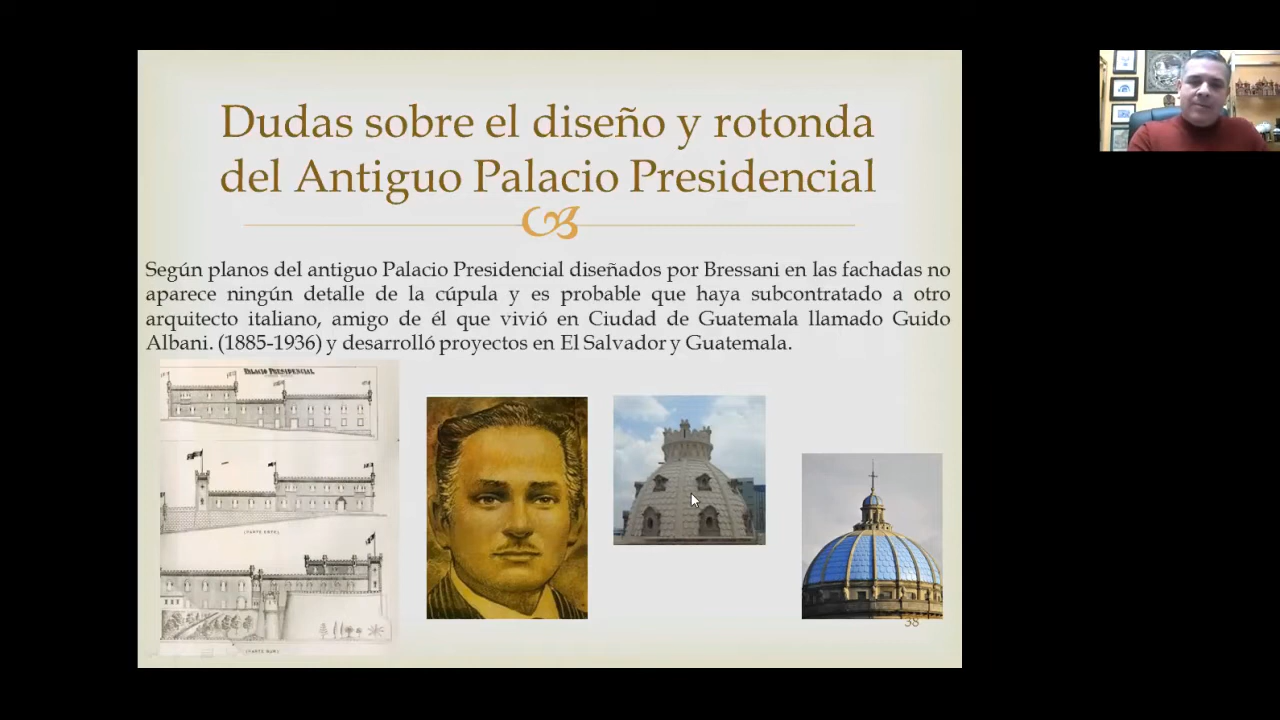 Dudas sobre el diseño y rotonda
del Antiguo Palacio Presidencial
Según planos del antiguo Palacio Presidencial diseñados por Bressani en las fachadas no
aparece ningún detalle de la cúpula y es probable que haya subcontratado a otro
arquitecto italiano, amigo de él que vivió en Ciudad de Guatemala llamado Guido
Albani. (1885-1936) y desarrolló proyectos en El Salvador y Guatemala.
PALACIO PRESIDENCIAL
(PARTE SUR)
38